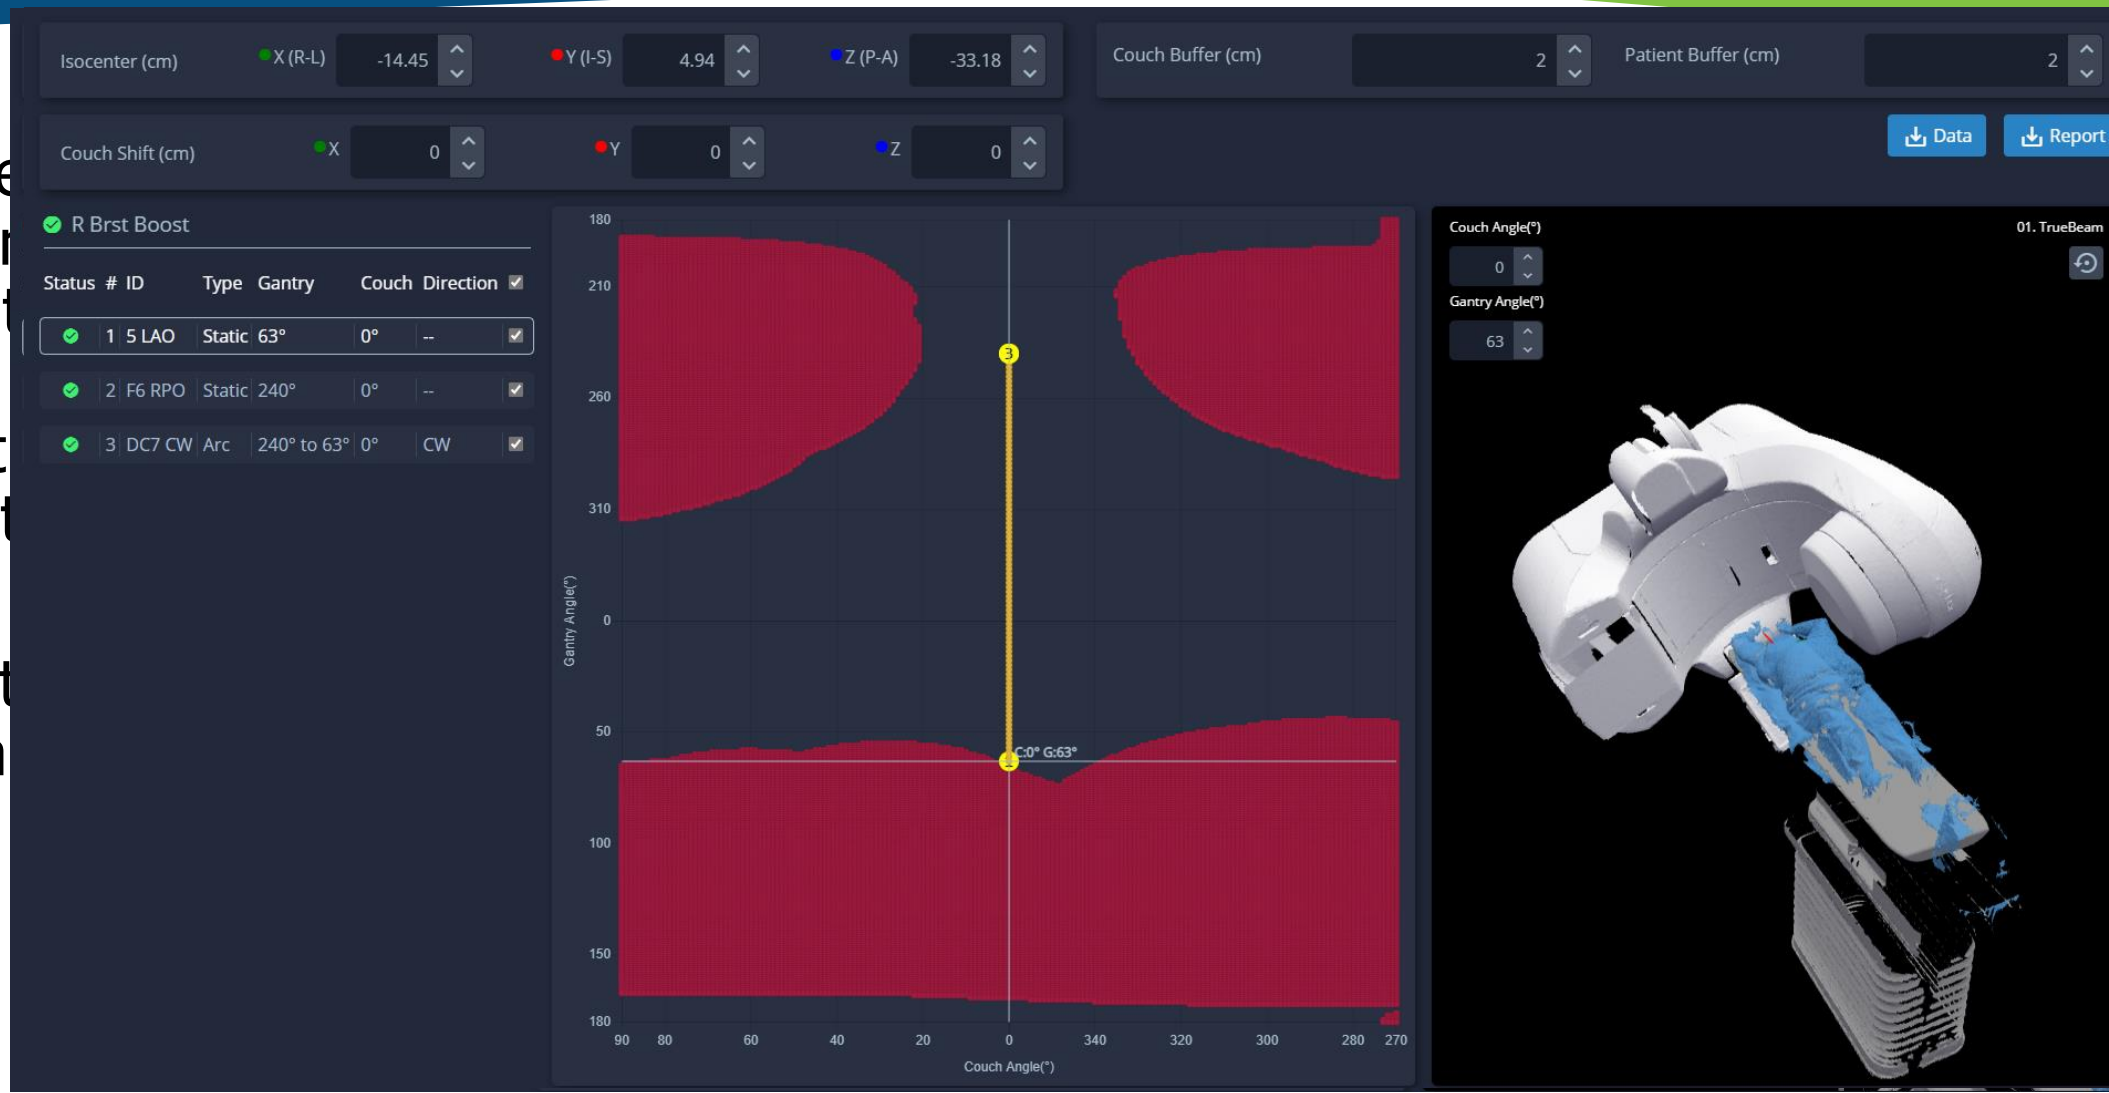 Isocenter (cm) X (R-L) -14.45 Y (I-S) 4.94 Z (P-A) -33.18 Couch Buffer (cm) 2 Patient Buffer (cm) 2
Couch Shift (cm) X 0 Y 0 Z 0 Data Report
R Brst Boost
Status # ID Type Gantry Couch Direction
1 5 LAO Static 63° 0° --
2 F6 RPO Static 240° 0° --
3 DC7 CW Arc 240° to 63° 0° CW
180
210
260
310
0
50
100
150
180
Gantry Angle(°)
3
1
C:0° G:63°
90 80 60 40 20 0 340 320 300 280 270
Couch Angle(°)
Couch Angle(°) 01. TrueBeam
0
Gantry Angle(°)
63